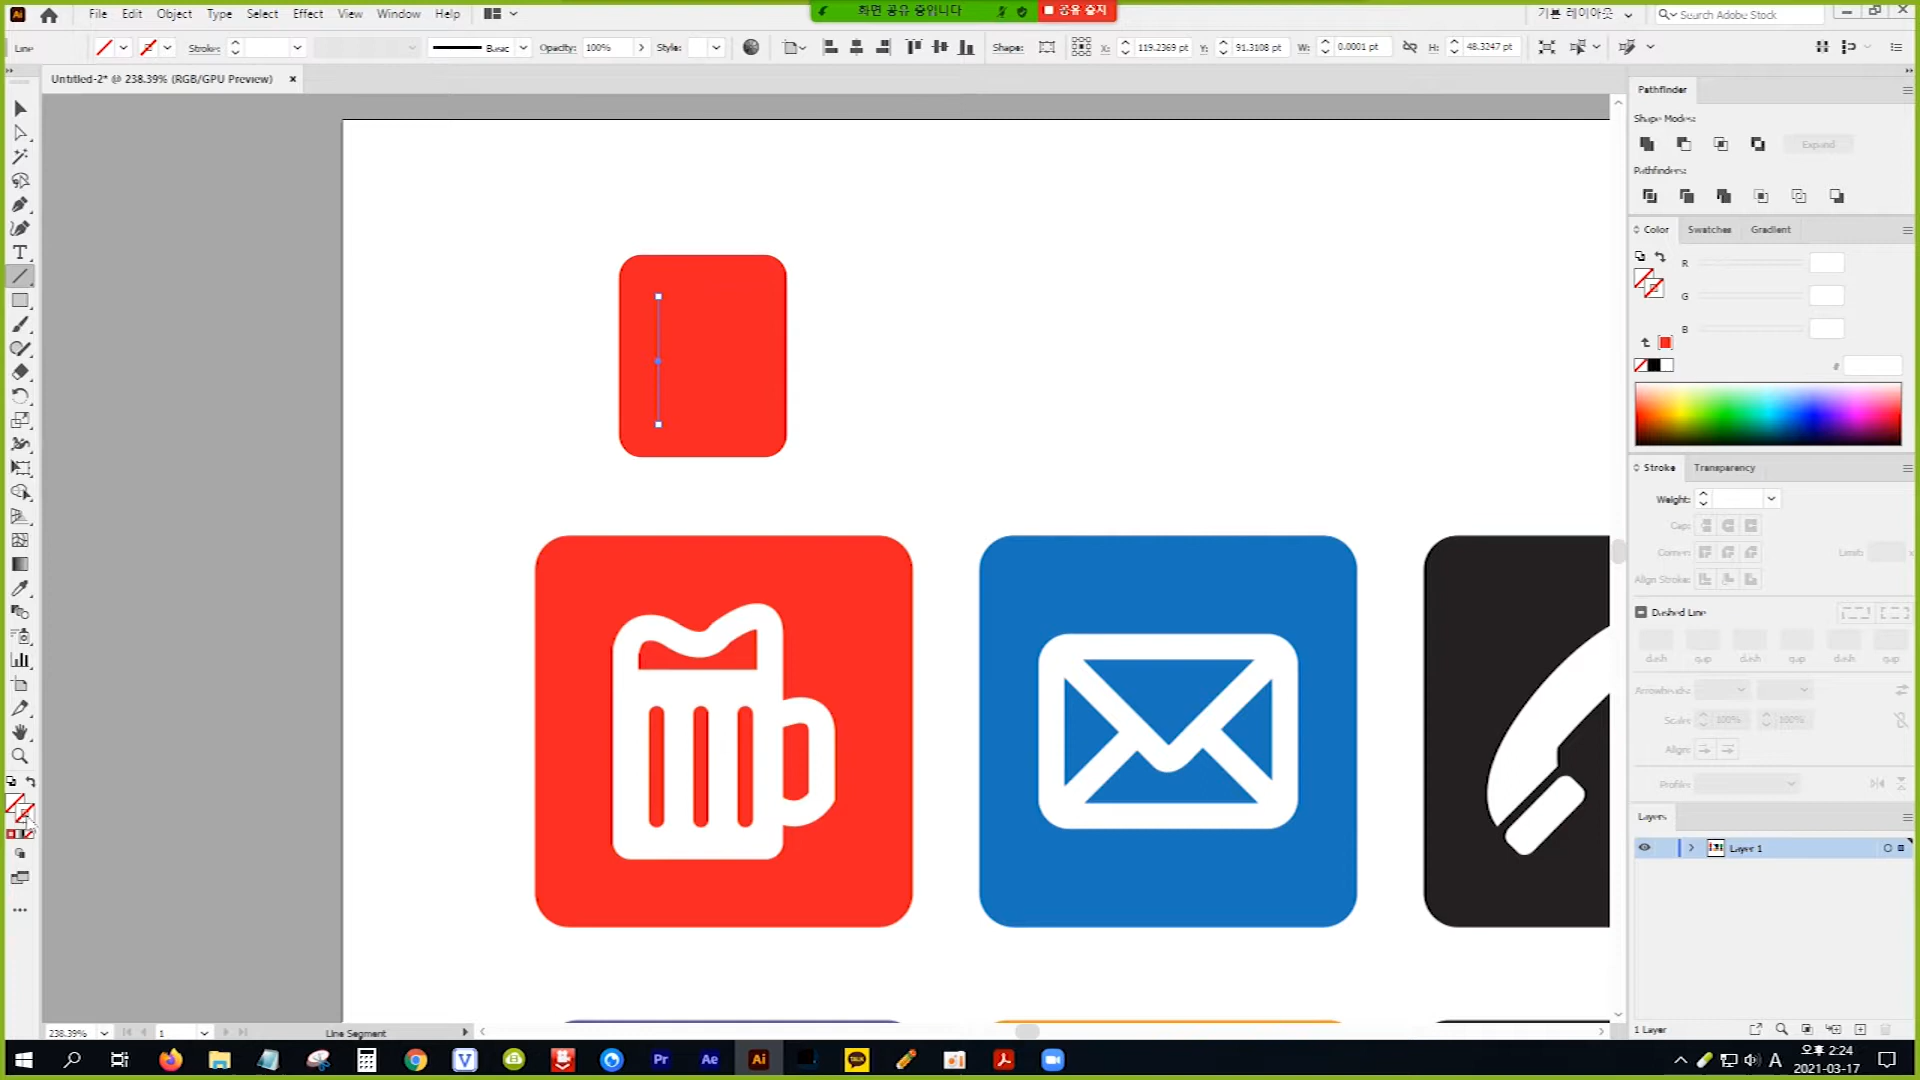 화면 공유 중입니다
공유 중지
Ai
File Edit Object Type Select Effect View Window Help
기본 레이아웃
Search Adobe Stock
Line
Stroke:
Basic
Opacity: 100%
Style:
Shape:
X: 119.2369 pt
Y: 91.3108 pt
W: 0.0001 pt
H: 48.3247 pt
Untitled-2* @ 238.39% (RGB/GPU Preview)
Pathfinder
Shape Modes:
Expand
Pathfinders:
Color Swatches Gradient
R
G
B
#
Stroke Transparency
Weight:
Cap:
Corner:
Limit: x
Align Stroke:
Dashed Line
dash gap dash gap dash gap
Arrowheads:
Scale: 100% 100%
Align:
Profile:
Layers
Layer 1
1 Layer
238.39%
1
Line Segment
V
Pr
Ae
Ai
TALK
A
오후 2:24
2021-03-17